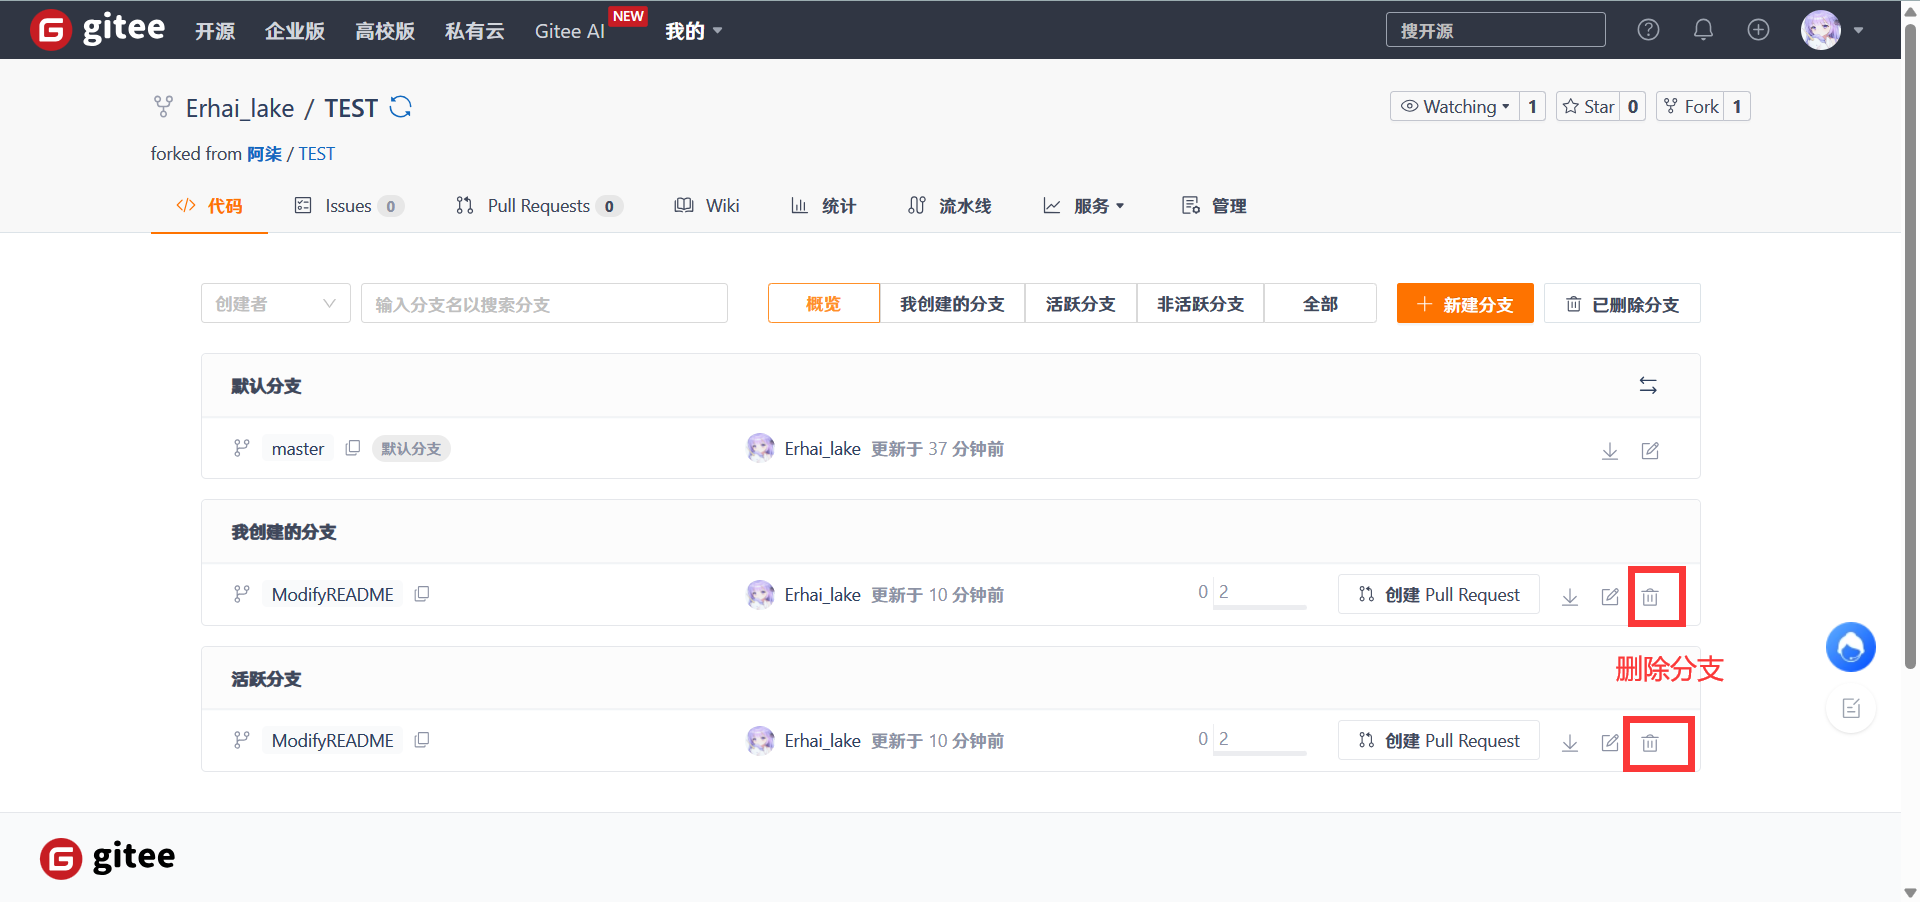 gitee 开源 企业版 高校版 私有云 Gitee AI NEW 我的 搜开源
Erhai_lake / TEST
Watching 1 Star 0 Fork 1
forked from 阿柒 / TEST
代码 Issues 0 Pull Requests 0 Wiki 统计 流水线 服务 管理
创建者 输入分支名以搜索分支 概览 我创建的分支 活跃分支 非活跃分支 全部 新建分支 已删除分支
默认分支
master 默认分支 Erhai_lake 更新于 37 分钟前
我创建的分支
ModifyREADME Erhai_lake 更新于 10 分钟前 0 2 创建 Pull Request
删除分支
活跃分支
ModifyREADME Erhai_lake 更新于 10 分钟前 0 2 创建 Pull Request
gitee